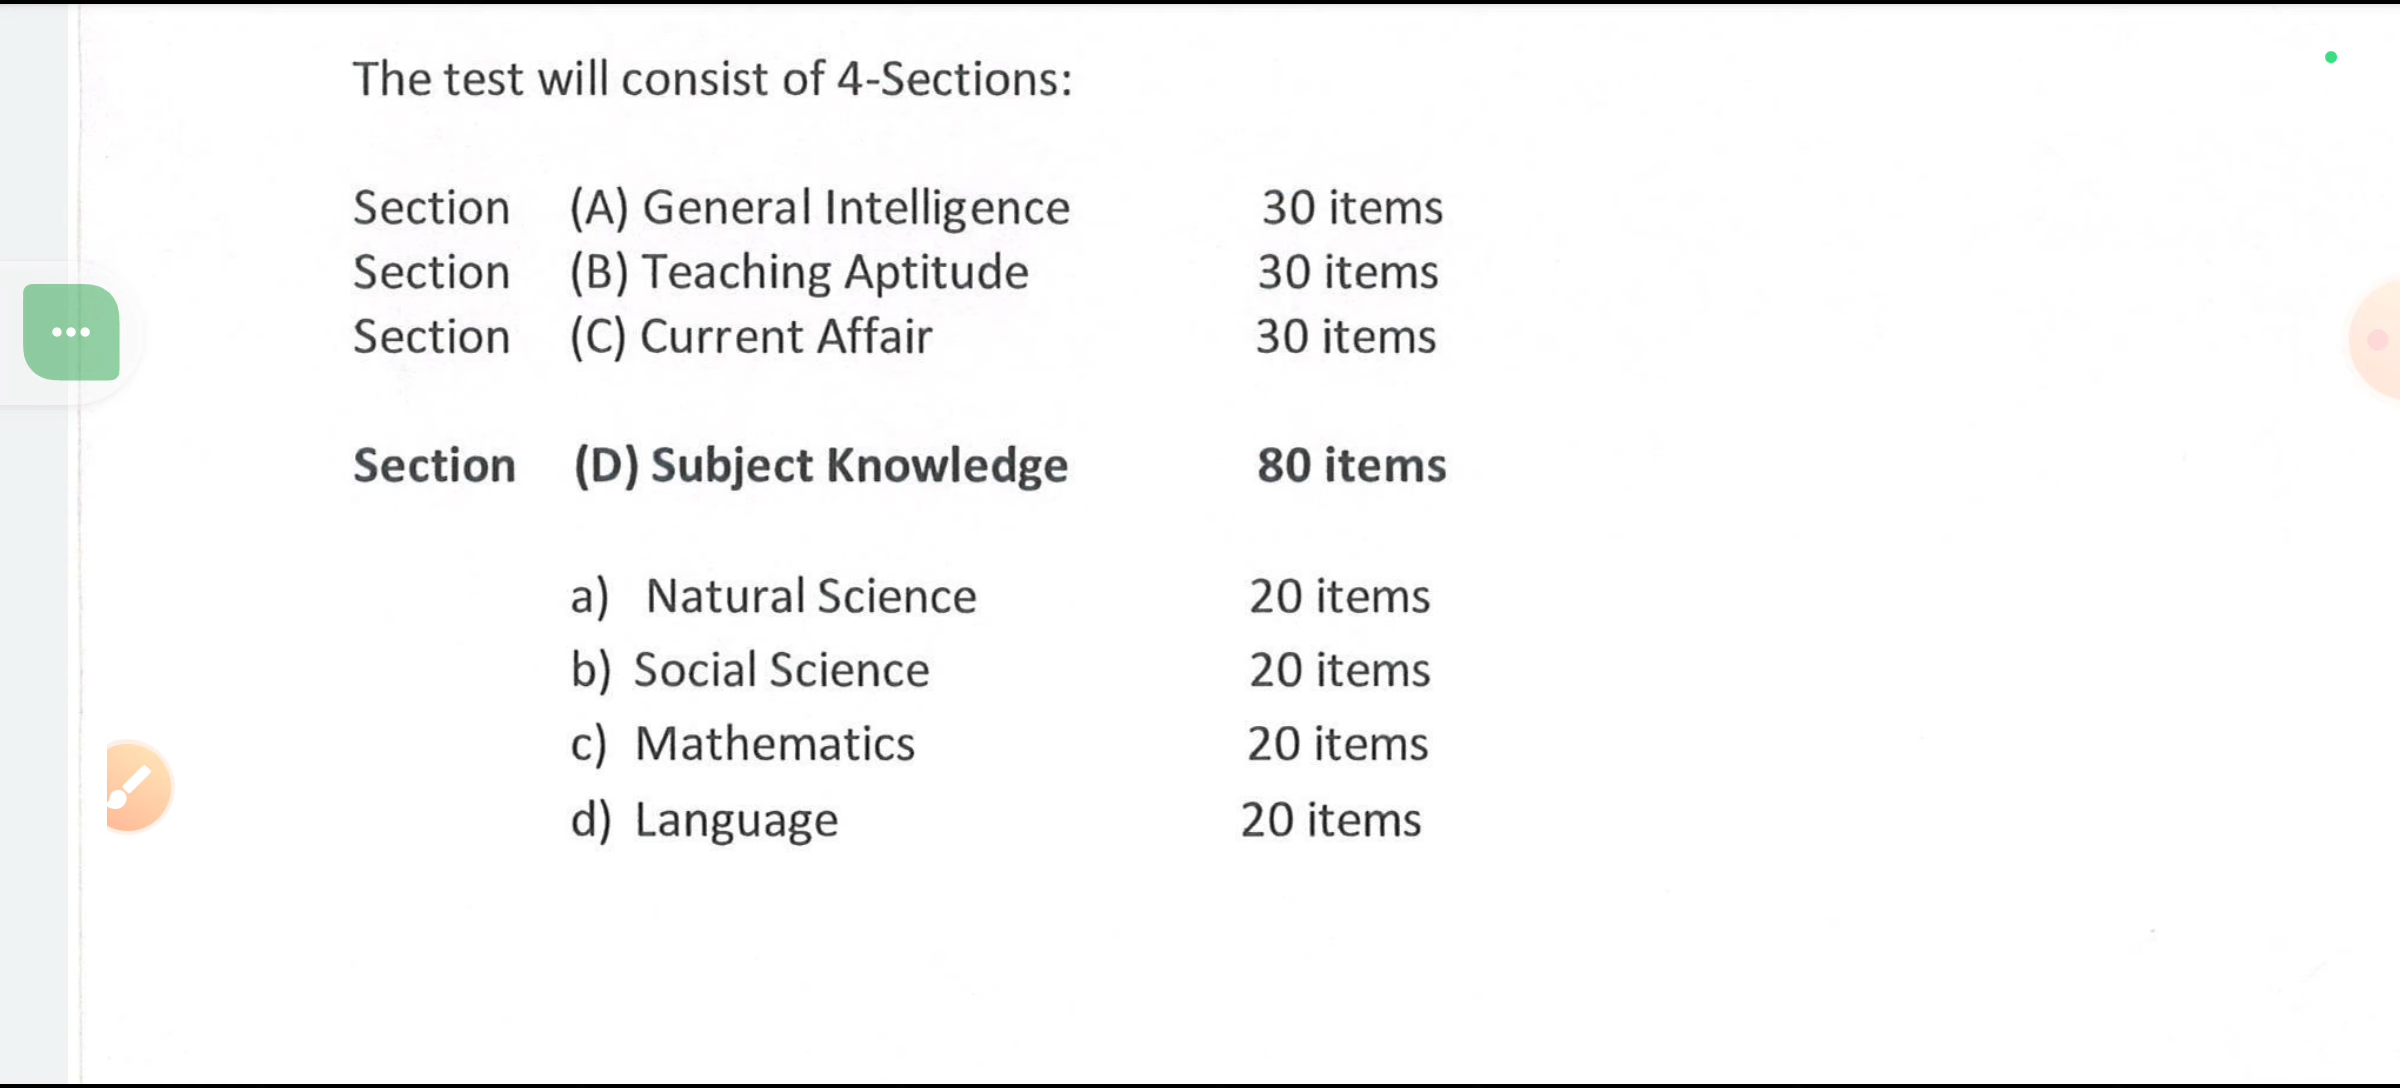 The test will consist of 4-Sections:
Section (A) General Intelligence 30 items
Section (B) Teaching Aptitude 30 items
Section (C) Current Affair 30 items
Section (D) Subject Knowledge 80 items
a) Natural Science 20 items
b) Social Science 20 items
c) Mathematics 20 items
d) Language 20 items